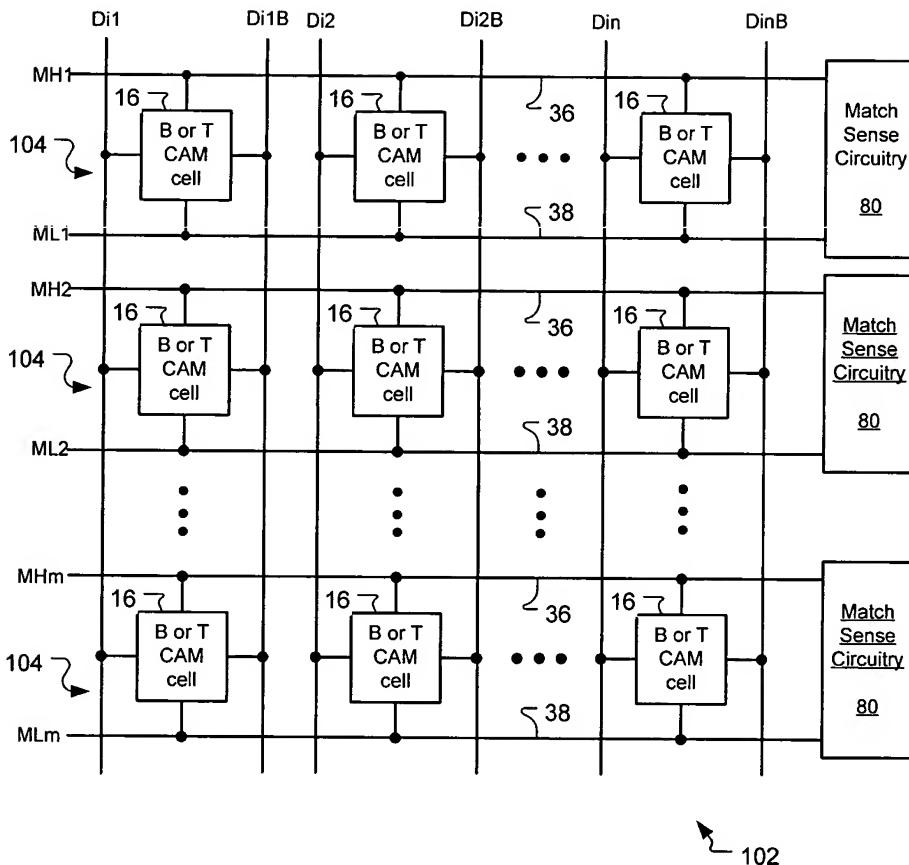 Di1 Di1B Di2 Di2B Din DinB
MH1
16 16 16
36
B or T CAM cell
B or T CAM cell
B or T CAM cell
Match Sense Circuitry 80
104
38
ML1
MH2
16 16 16
36
B or T CAM cell
B or T CAM cell
B or T CAM cell
Match Sense Circuitry 80
104
38
ML2
MHm
16 16 16
36
B or T CAM cell
B or T CAM cell
B or T CAM cell
Match Sense Circuitry 80
104
38
MLm
102